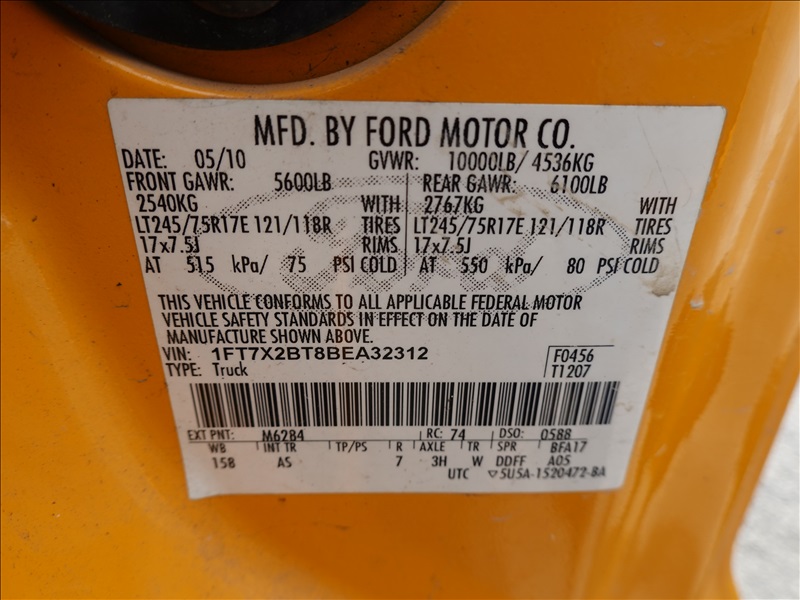 MFD. BY FORD MOTOR CO.
DATE: 05/10 GVWR: 10000LB/ 4536KG
FRONT GAWR: 5600LB REAR GAWR: 6100LB
2540KG WITH 2767KG WITH
LT245/75R17E 121/118R TIRES LT245/75R17E 121/118R TIRES
17x7.5J RIMS 17x7.5J RIMS
AT 515 kPa/ 75 PSI COLD AT 550 kPa/ 80 PSI COLD
THIS VEHICLE CONFORMS TO ALL APPLICABLE FEDERAL MOTOR
VEHICLE SAFETY STANDARDS IN EFFECT ON THE DATE OF
MANUFACTURE SHOWN ABOVE.
VIN: 1FT7X2BT8BEA32312 F0456
TYPE: Truck T1207
EXT PNT: M6284 RC: 74 DSO: 0588
WB INT TR TP/PS R AXLE TR SPR BFA17
158 AS 7 3H W DDFF A05
UTC ▽5U5A-1520472-BA